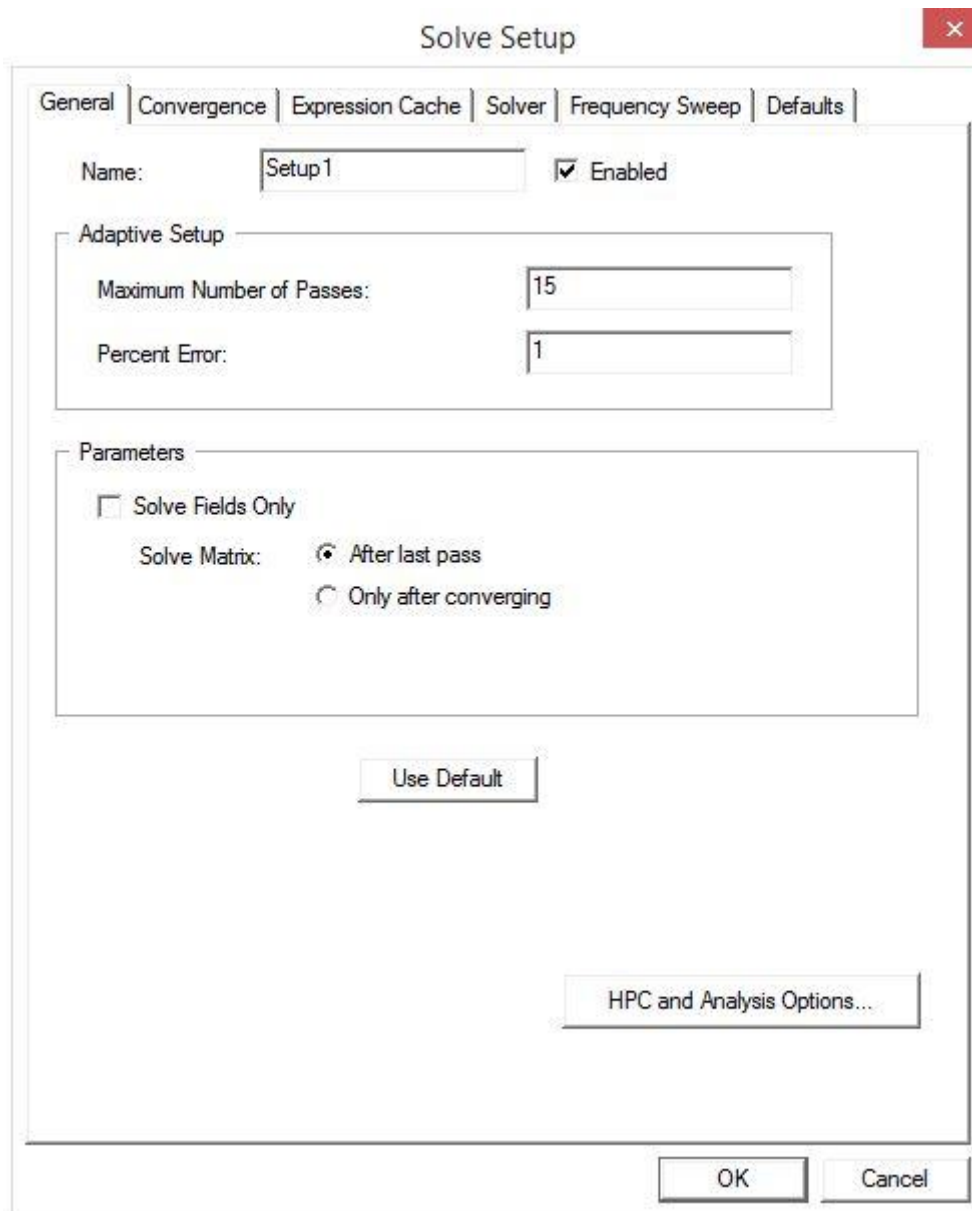 Solve Setup
General Convergence Expression Cache Solver Frequency Sweep Defaults
Name: Setup1 Enabled
Adaptive Setup
Maximum Number of Passes: 15
Percent Error: 1
Parameters
Solve Fields Only
Solve Matrix: After last pass
Only after converging
Use Default
HPC and Analysis Options...
OK Cancel